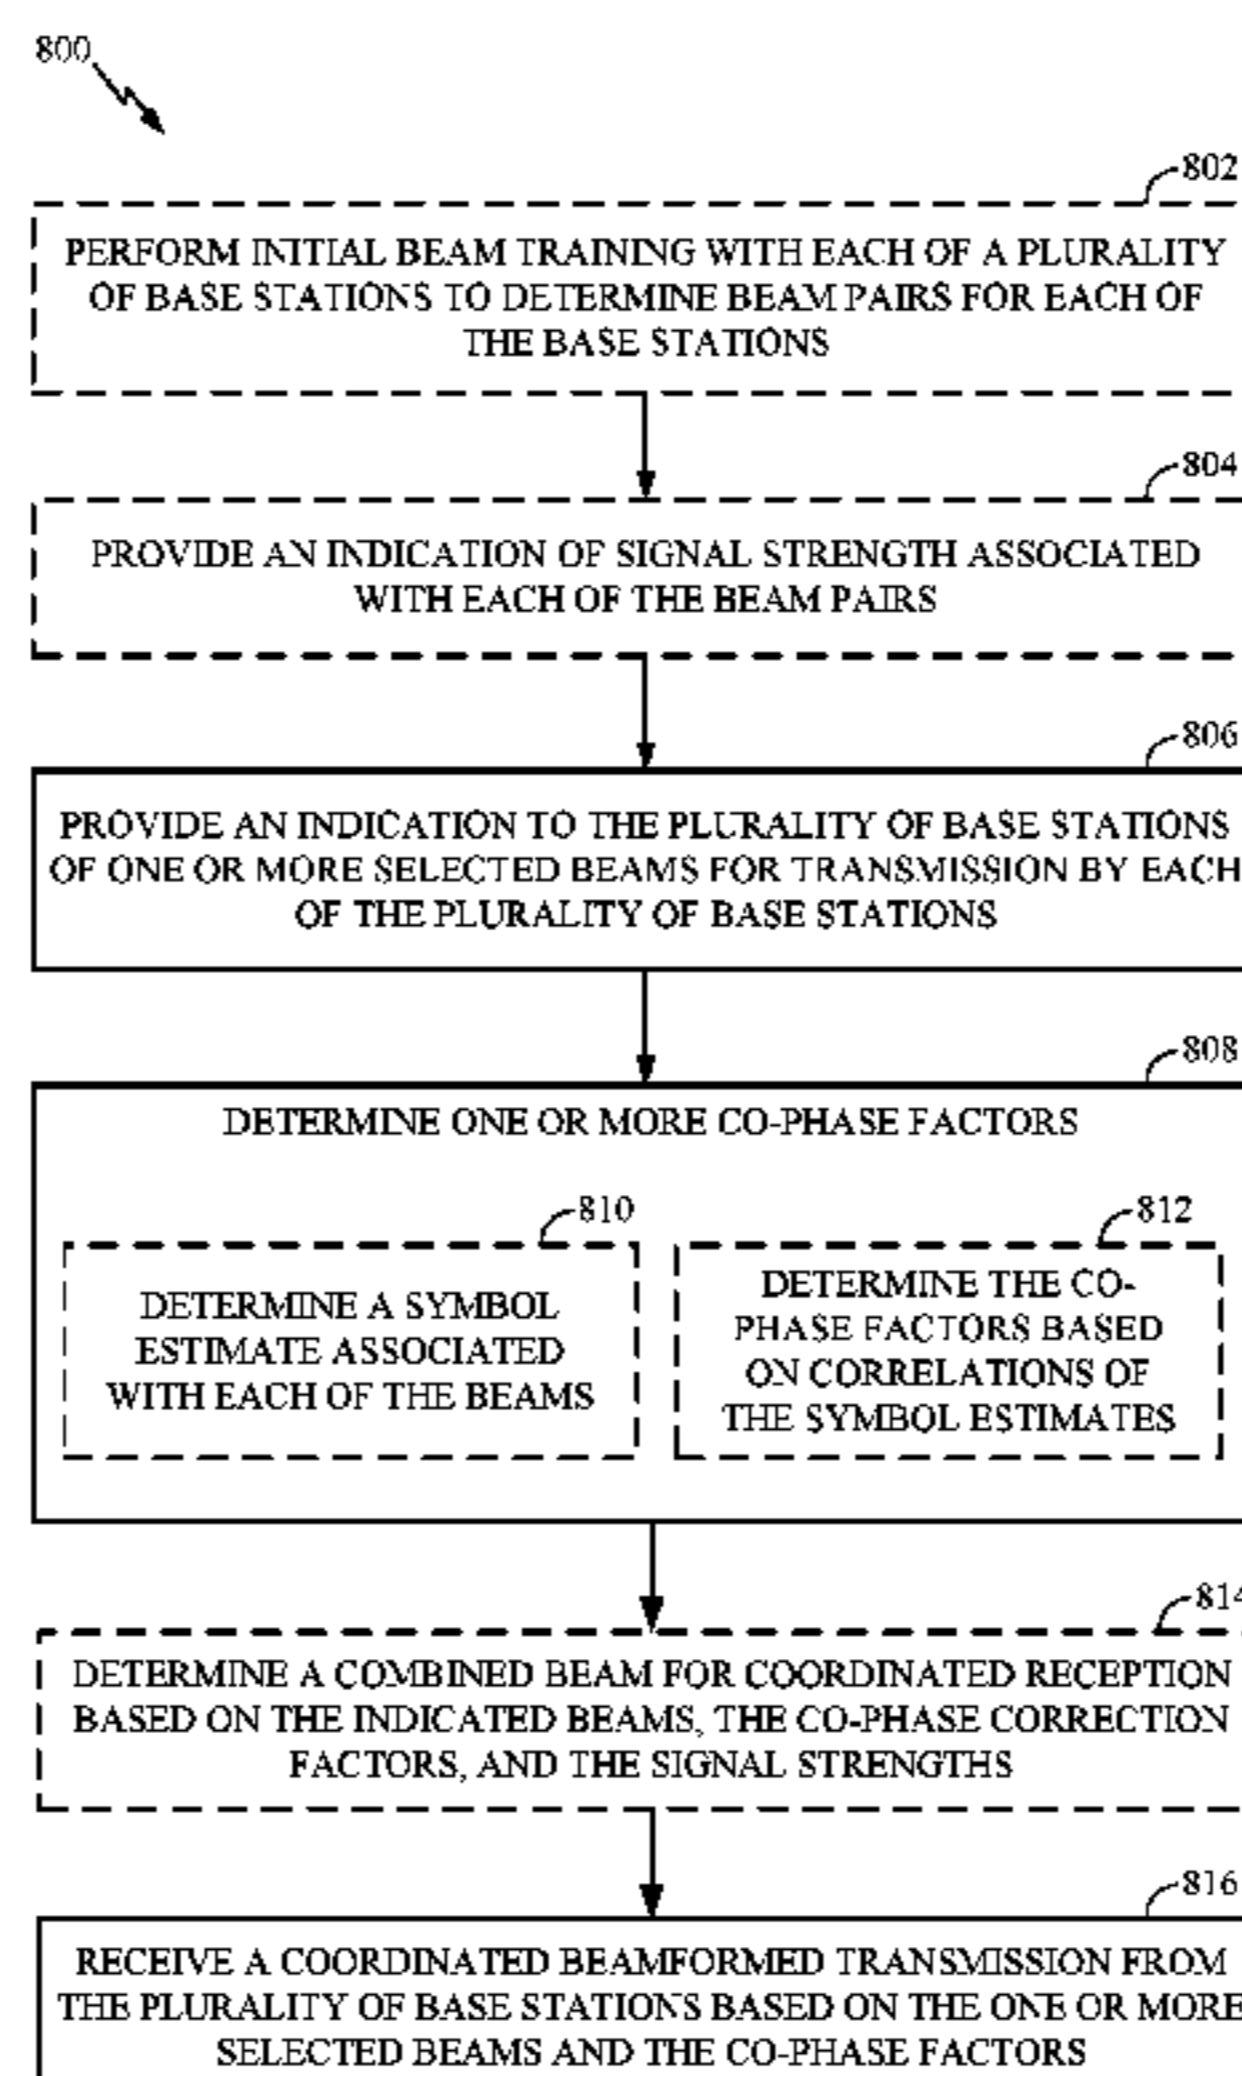 800
802
PERFORM INITIAL BEAM TRAINING WITH EACH OF A PLURALITY
OF BASE STATIONS TO DETERMINE BEAM PAIRS FOR EACH OF
THE BASE STATIONS
804
PROVIDE AN INDICATION OF SIGNAL STRENGTH ASSOCIATED
WITH EACH OF THE BEAM PAIRS
806
PROVIDE AN INDICATION TO THE PLURALITY OF BASE STATIONS
OF ONE OR MORE SELECTED BEAMS FOR TRANSMISSION BY EACH
OF THE PLURALITY OF BASE STATIONS
808
DETERMINE ONE OR MORE CO-PHASE FACTORS
810
DETERMINE A SYMBOL
ESTIMATE ASSOCIATED
WITH EACH OF THE BEAMS
812
DETERMINE THE CO-
PHASE FACTORS BASED
ON CORRELATIONS OF
THE SYMBOL ESTIMATES
814
DETERMINE A COMBINED BEAM FOR COORDINATED RECEPTION
BASED ON THE INDICATED BEAMS, THE CO-PHASE CORRECTION
FACTORS, AND THE SIGNAL STRENGTHS
816
RECEIVE A COORDINATED BEAMFORMED TRANSMISSION FROM
THE PLURALITY OF BASE STATIONS BASED ON THE ONE OR MORE
SELECTED BEAMS AND THE CO-PHASE FACTORS